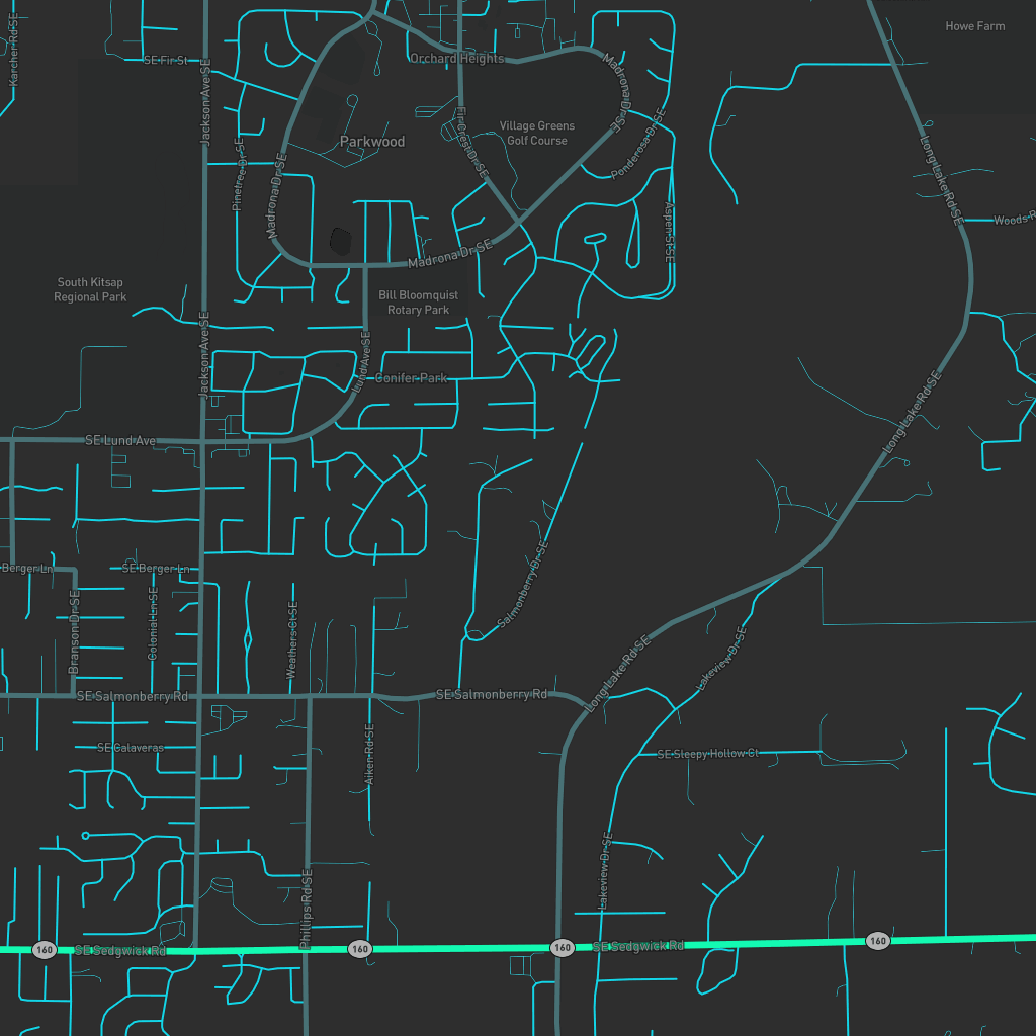 Karcher Rd SE
Howe Farm
SE Fir St
Orchard Heights
Jackson Ave SE
Madrona Dr SE
Village Greens
Golf Course
Fir Crest Dr SE
Parkwood
Ponderosa Dr SE
Pinetree Dr SE
Madrona Dr SE
Long Lake Rd SE
Woods R
Aspen St SE
Madrona Dr SE
South Kitsap
Regional Park
Bill Bloomquist
Rotary Park
Jackson Ave SE
Lund Ave SE
Conifer Park
Long Lake Rd SE
SE Lund Ave
Berger Ln
SE Berger Ln
Salmonberry Dr SE
Branson Dr SE
Colonial Ln SE
Weathers Ct SE
Long Lake Rd SE
Lakeview Dr SE
SE Salmonberry Rd
SE Salmonberry Rd
SE Calaveras
Aiken Rd SE
SE Sleepy Hollow Ct
Lakeview Dr SE
Phillips Rd SE
160
SE Sedgwick Rd
160
160
SE Sedgwick Rd
160